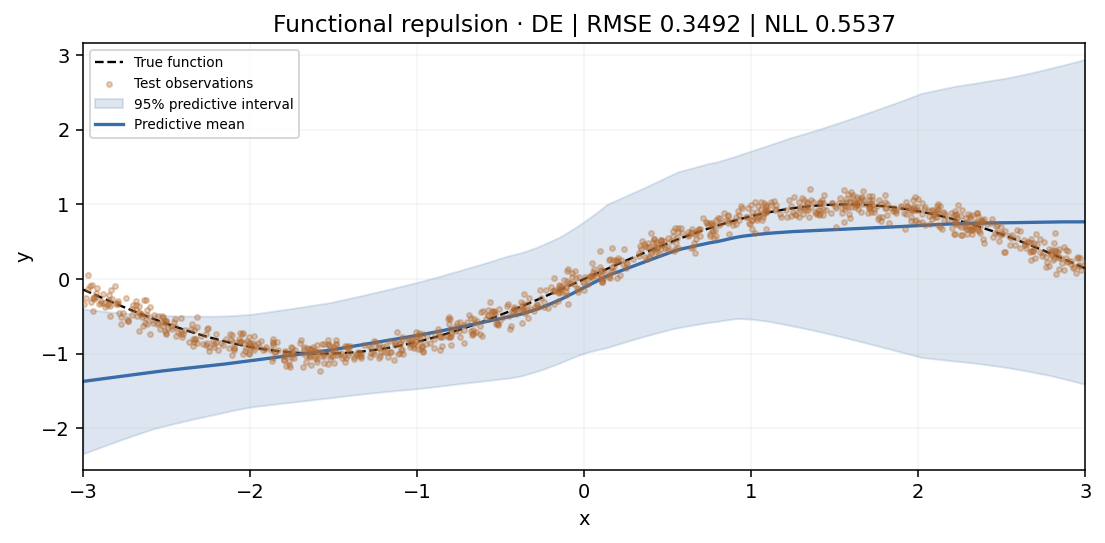 Functional repulsion · DE | RMSE 0.3492 | NLL 0.5537
True function
Test observations
95% predictive interval
Predictive mean
3
2
1
0
−1
−2
y
−3
−2
−1
0
1
2
3
x